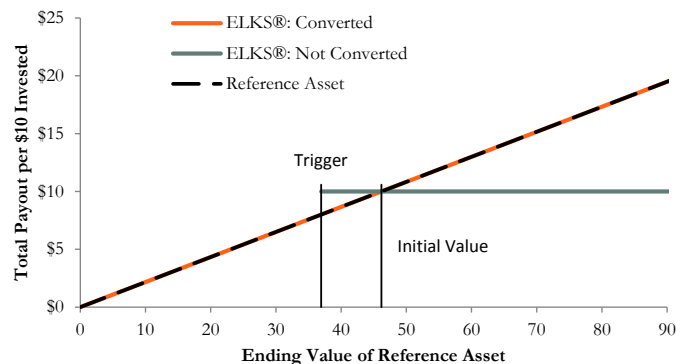 ELKS®: Converted
ELKS®: Not Converted
Reference Asset
Total Payout per $10 Invested
$25
$20
$15
$10
$5
$0
Trigger
Initial Value
0 10 20 30 40 50 60 70 80 90
Ending Value of Reference Asset